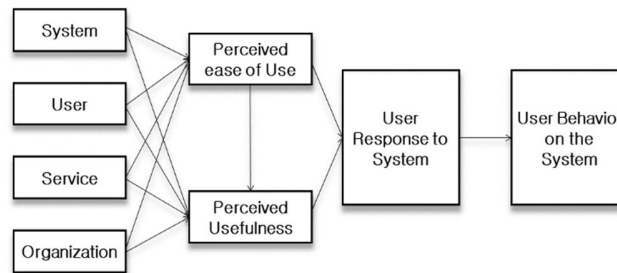 System
User
Service
Organization
Perceived
ease of Use
Perceived
Usefulness
User
Response to
System
User Behavio
on the
System